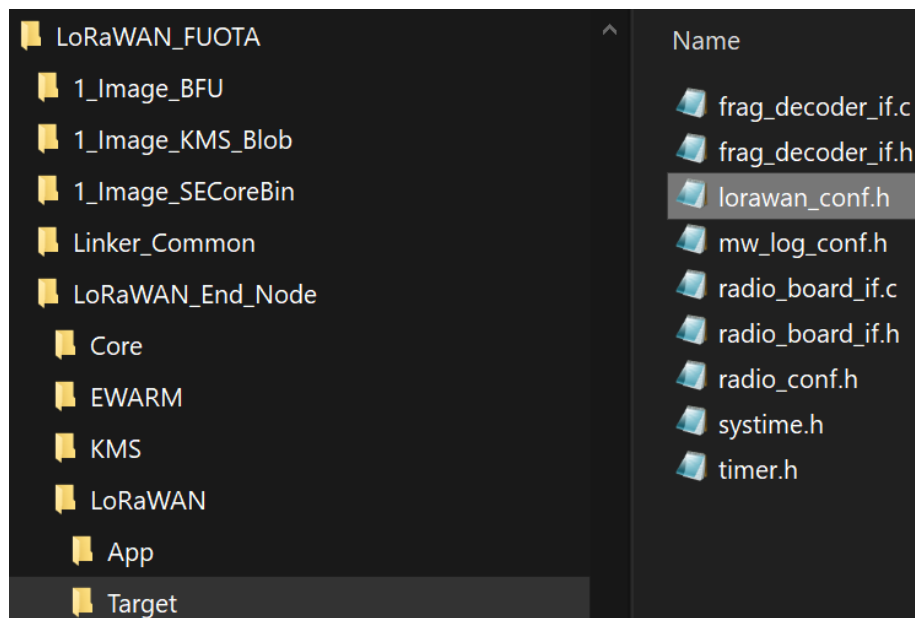 LoRaWAN_FUOTA
1_Image_BFU
1_Image_KMS_Blob
1_Image_SECoreBin
Linker_Common
LoRaWAN_End_Node
Core
EWARM
KMS
LoRaWAN
App
Target
Name
frag_decoder_if.c
frag_decoder_if.h
lorawan_conf.h
mw_log_conf.h
radio_board_if.c
radio_board_if.h
radio_conf.h
systime.h
timer.h